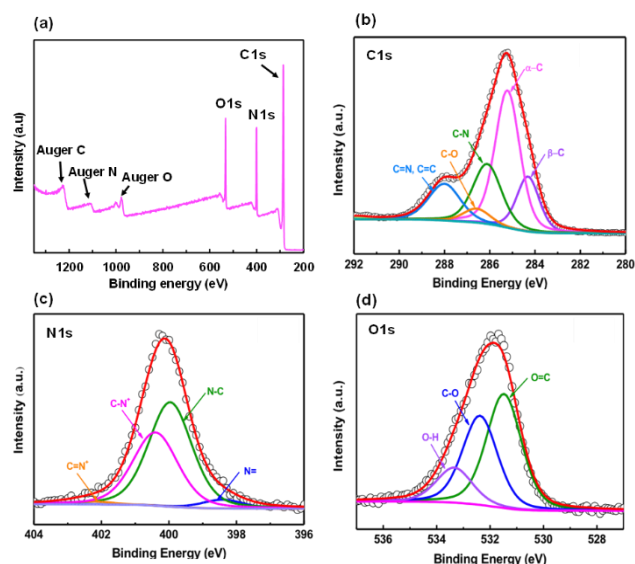 (a)
C1s
O1s
N1s
Auger C
Auger N
Auger O
Intensity (a.u)
1200 1000 800 600 400 200
Binding energy (eV)
(b)
C1s
α-C
C-N
C-O
C=N, C=C
β-C
Intensity (a.u.)
292 290 288 286 284 282 280
Binding Energy (eV)
(c)
N1s
C-N⁺
N-C
C=N⁺
N=
Intensity (a.u.)
404 402 400 398 396
Binding Energy (eV)
(d)
O1s
O=C
C-O
O-H
Intensity (a.u.)
536 534 532 530 528
Binding Energy (eV)